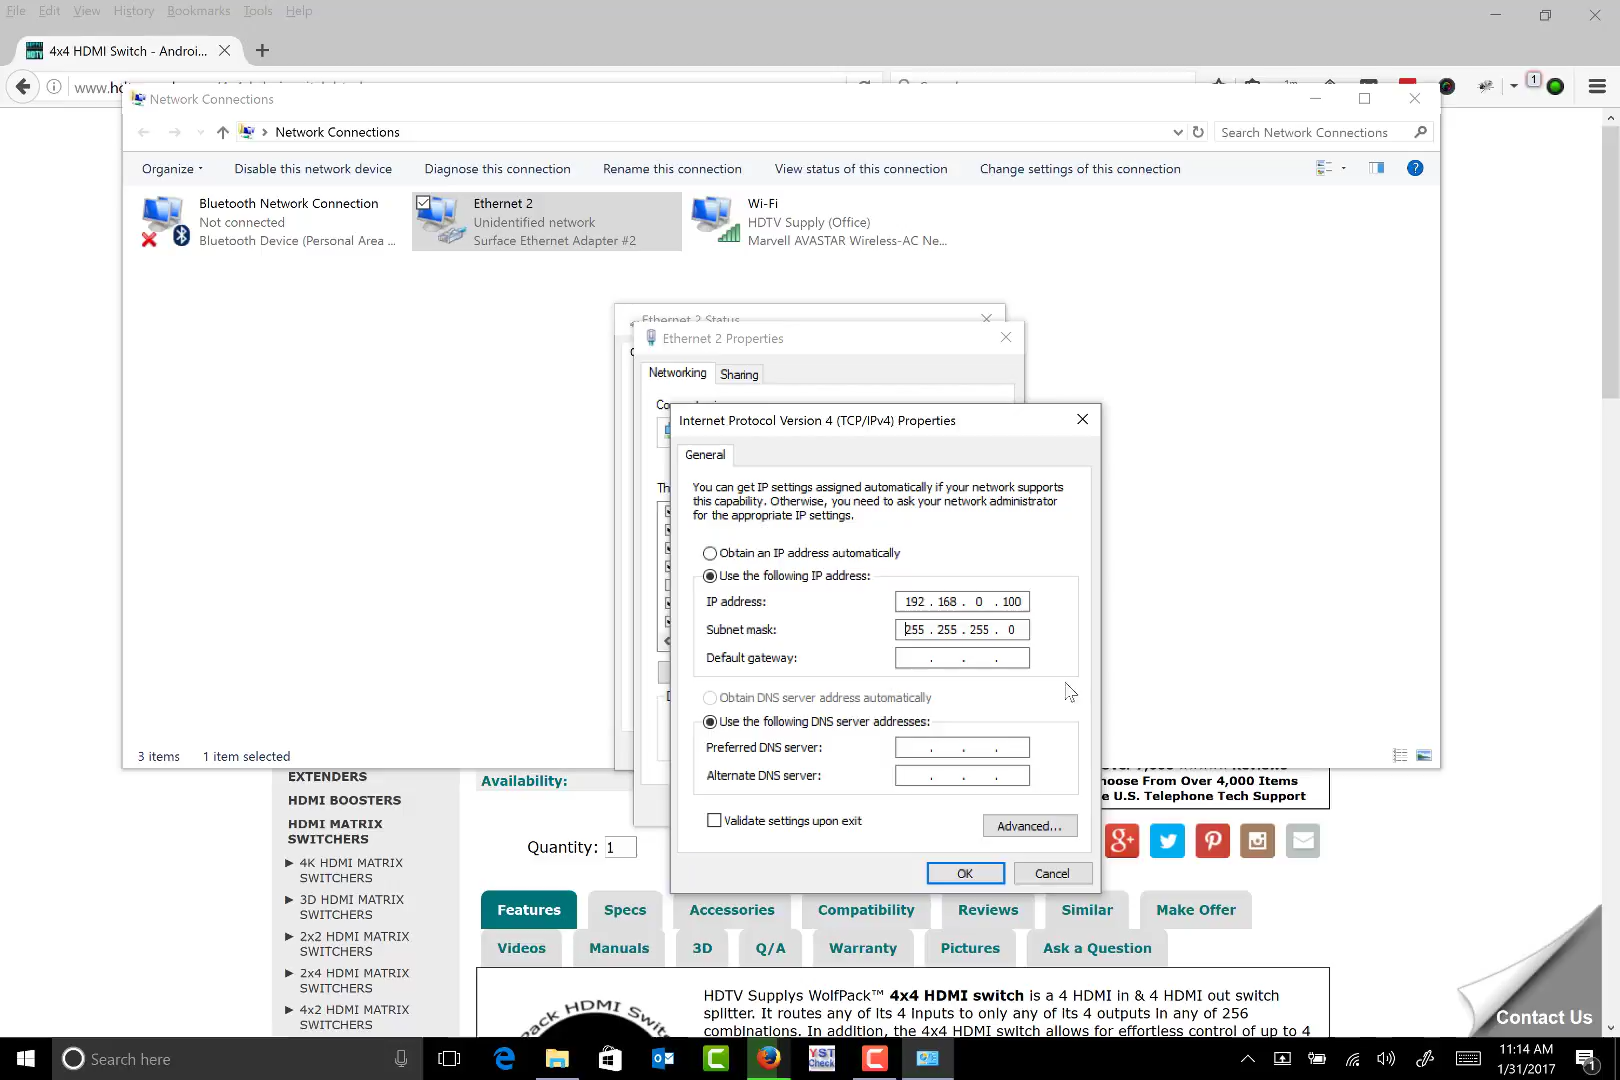 File Edit View History Bookmarks Tools Help
4x4 HDMI Switch - Androi...
www.hd
1
Network Connections
Network Connections
Search Network Connections
Organize
Disable this network device
Diagnose this connection
Rename this connection
View status of this connection
Change settings of this connection
Bluetooth Network Connection
Not connected
Bluetooth Device (Personal Area ...
Ethernet 2
Unidentified network
Surface Ethernet Adapter #2
Wi-Fi
HDTV Supply (Office)
Marvell AVASTAR Wireless-AC Ne...
Ethernet 2 Status
Ethernet 2 Properties
Networking
Sharing
Internet Protocol Version 4 (TCP/IPv4) Properties
General
You can get IP settings assigned automatically if your network supports
this capability. Otherwise, you need to ask your network administrator
for the appropriate IP settings.
Obtain an IP address automatically
Use the following IP address:
IP address: 192 . 168 . 0 . 100
Subnet mask: 255 . 255 . 255 . 0
Default gateway: . . .
Obtain DNS server address automatically
Use the following DNS server addresses:
Preferred DNS server: . . .
Alternate DNS server: . . .
Validate settings upon exit
Advanced...
OK
Cancel
3 items 1 item selected
EXTENDERS
HDMI BOOSTERS
HDMI MATRIX
SWITCHERS
4K HDMI MATRIX
SWITCHERS
3D HDMI MATRIX
SWITCHERS
2x2 HDMI MATRIX
SWITCHERS
2x4 HDMI MATRIX
SWITCHERS
4x2 HDMI MATRIX
SWITCHERS
Availability:
Quantity: 1
hoose From Over 4,000 Items
e U.S. Telephone Tech Support
Features
Specs
Accessories
Compatibility
Reviews
Similar
Make Offer
Videos
Manuals
3D
Q/A
Warranty
Pictures
Ask a Question
HDTV Supplys WolfPack™ 4x4 HDMI switch is a 4 HDMI in & 4 HDMI out switch
splitter. It routes any of its 4 inputs to only any of its 4 outputs in any of 256
combinations. In addition, the 4x4 HDMI switch allows for effortless control of up to 4
Pack HDMI Swit
Contact Us
Search here
YST
Check
11:14 AM
1/31/2017
1